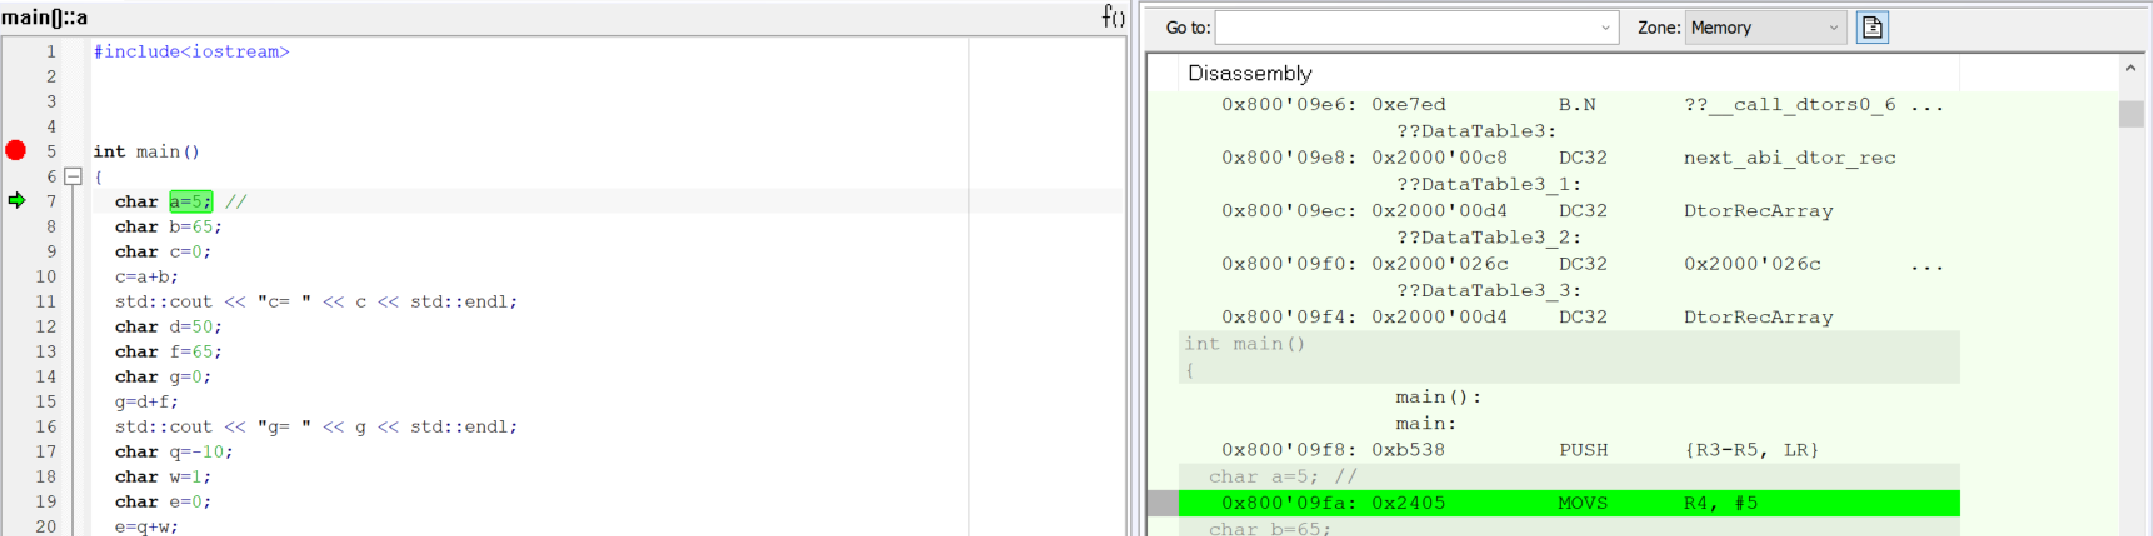 main()::a
f()
1 #include<iostream>
2
3
4
5 int main()
6 {
7 char a=5; //
8 char b=65;
9 char c=0;
10 c=a+b;
11 std::cout << "c= " << c << std::endl;
12 char d=50;
13 char f=65;
14 char g=0;
15 g=d+f;
16 std::cout << "g= " << g << std::endl;
17 char q=-10;
18 char w=1;
19 char e=0;
20 e=q+w;
Go to: Zone: Memory
Disassembly
0x800'09e6: 0xe7ed B.N ??__call_dtors0_6 ...
??DataTable3:
0x800'09e8: 0x2000'00c8 DC32 next_abi_dtor_rec
??DataTable3_1:
0x800'09ec: 0x2000'00d4 DC32 DtorRecArray
??DataTable3_2:
0x800'09f0: 0x2000'026c DC32 0x2000'026c ...
??DataTable3_3:
0x800'09f4: 0x2000'00d4 DC32 DtorRecArray
int main()
{
main():
main:
0x800'09f8: 0xb538 PUSH {R3-R5, LR}
char a=5; //
0x800'09fa: 0x2405 MOVS R4, #5
char b=65;